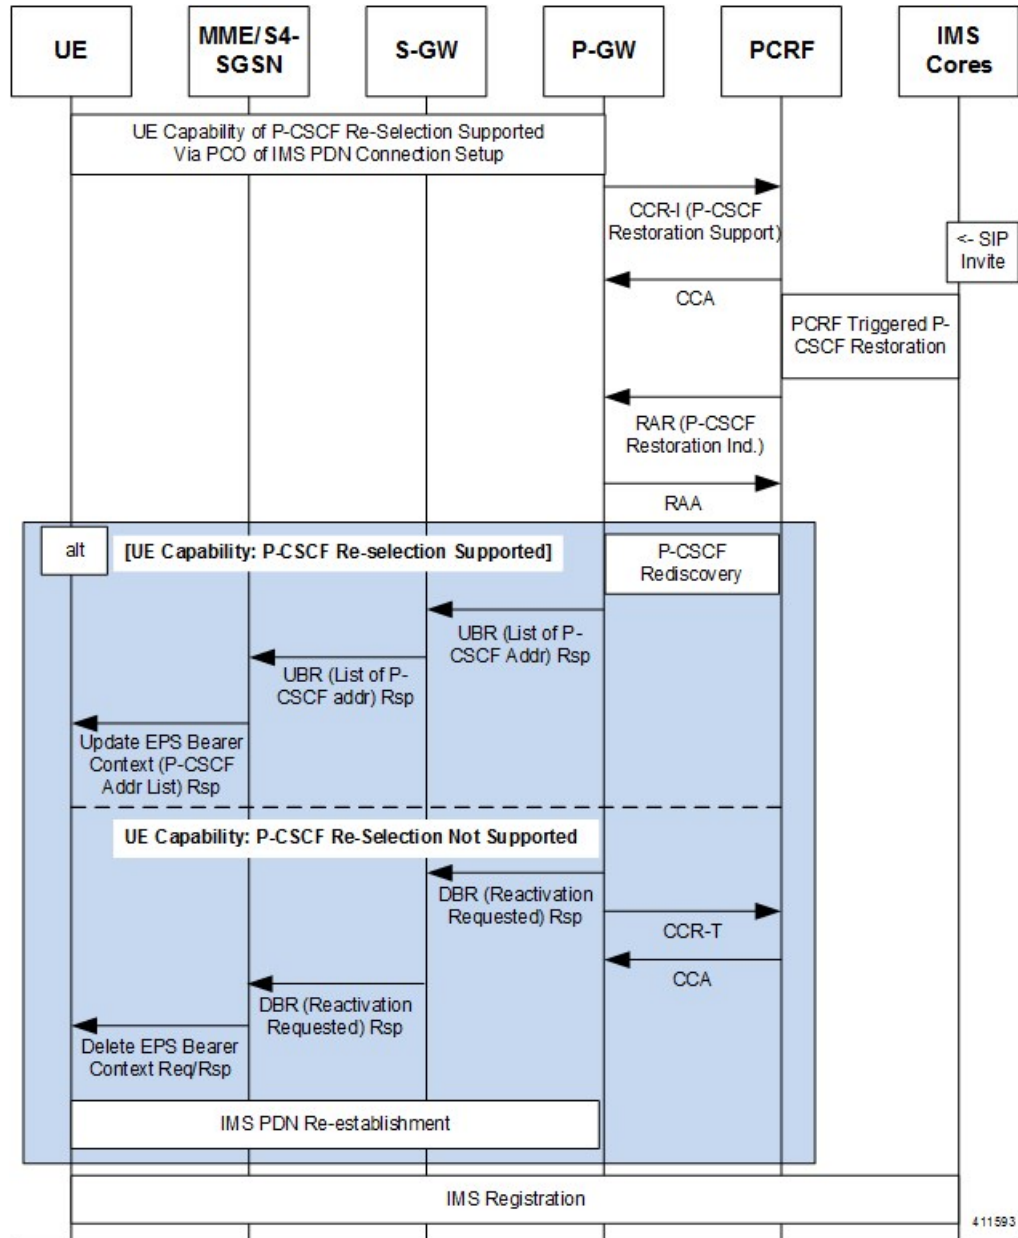 UE
MME/S4-
SGSN
S-GW
P-GW
PCRF
IMS
Cores
UE Capability of P-CSCF Re-Selection Supported
Via PCO of IMS PDN Connection Setup
CCR-I (P-CSCF
Restoration Support)
<- SIP
Invite
CCA
PCRF Triggered P-
CSCF Restoration
RAR (P-CSCF
Restoration Ind.)
RAA
alt
[UE Capability: P-CSCF Re-selection Supported]
P-CSCF
Rediscovery
UBR (List of P-
CSCF Addr) Rsp
UBR (List of P-
CSCF addr) Rsp
Update EPS Bearer
Context (P-CSCF
Addr List) Rsp
UE Capability: P-CSCF Re-Selection Not Supported
DBR (Reactivation
Requested) Rsp
CCR-T
CCA
DBR (Reactivation
Requested) Rsp
Delete EPS Bearer
Context Req/Rsp
IMS PDN Re-establishment
IMS Registration
411593